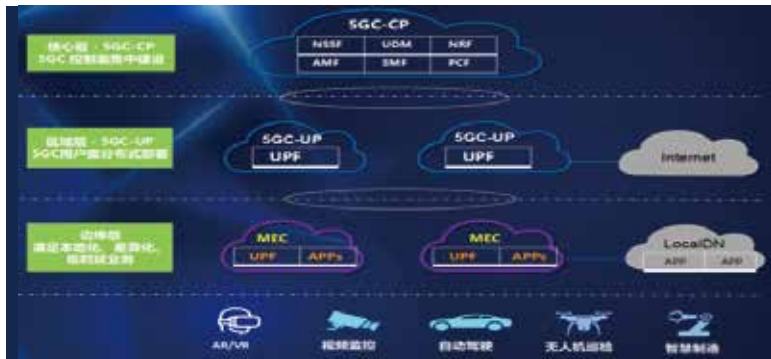 5GC-CP
NSSF UDM NRF
AMF SMF PCF
核心层 - 5GC-CP
5GC 控制面集中建设
区域层 - 5GC-UP
5GC用户面分布式部署
5GC-UP
UPF
5GC-UP
UPF
Internet
边缘层
满足本地化、差异化、
低时延业务
MEC
UPF APPs
MEC
UPF APPs
LocalDN
APP APP
AR/VR
视频监控
自动驾驶
无人机巡检
智慧制造